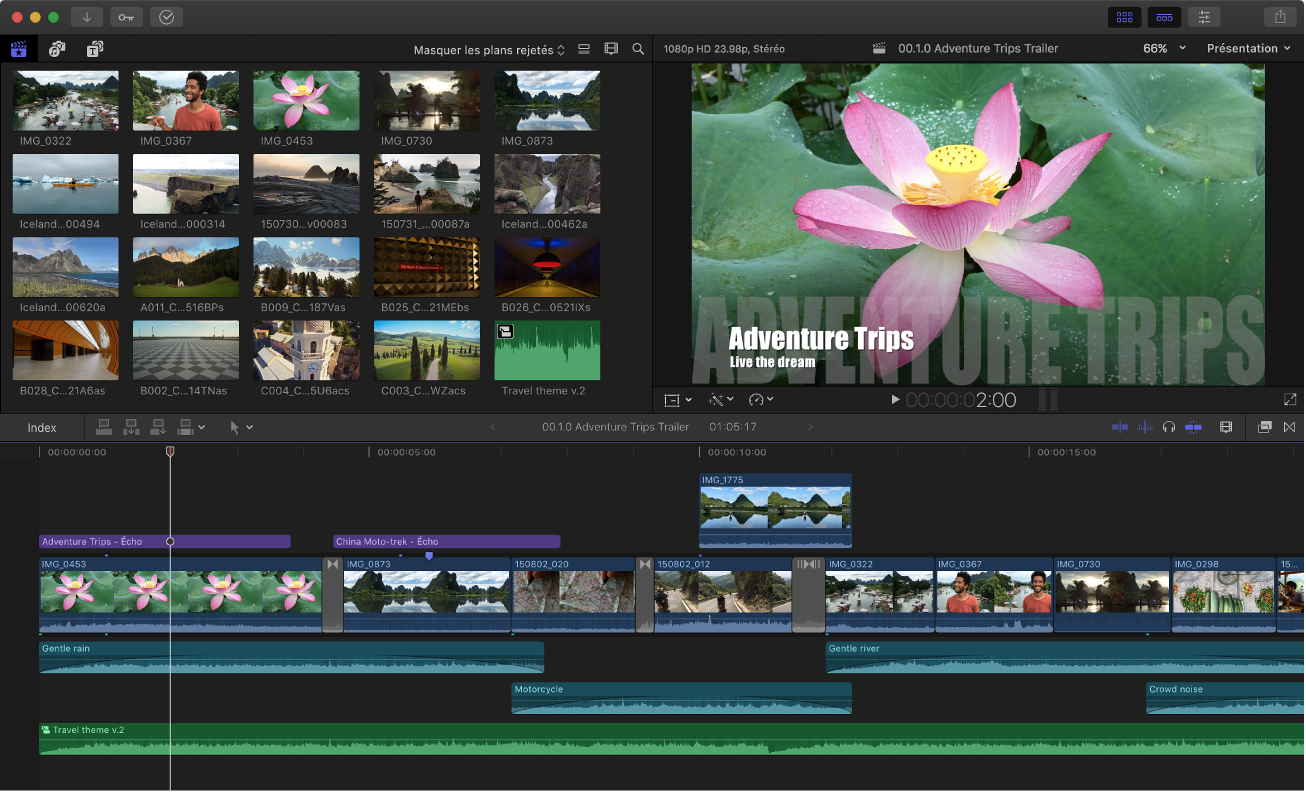 Masquer les plans rejetés
1080p HD 23.98p, Stéréo
00.1.0 Adventure Trips Trailer
66%
Présentation
IMG_0322
IMG_0367
IMG_0453
IMG_0730
IMG_0873
Iceland...00494
Iceland...000314
150730...v00083
150731_...00087a
Iceland...00462a
Iceland...00620a
A011_C...516BPs
B009_C...187Vas
B025_C...21MEbs
B026_C...0521IXs
B028_C...21A6as
B002_C...14TNas
C004_C...5U6acs
C003_C...WZacs
Travel theme v.2
ADVENTURE TRIPS
Adventure Trips
Live the dream
00:00:02:00
Index
00.1.0 Adventure Trips Trailer
01:05:17
00:00:00:00
00:00:05:00
00:00:10:00
00:00:15:00
IMG_1775
Adventure Trips - Écho
China Moto-trek - Écho
IMG_0453
IMG_0873
150802_020
150802_012
IMG_0322
IMG_0367
IMG_0730
IMG_0298
15...
Gentle rain
Gentle river
Motorcycle
Crowd noise
Travel theme v.2